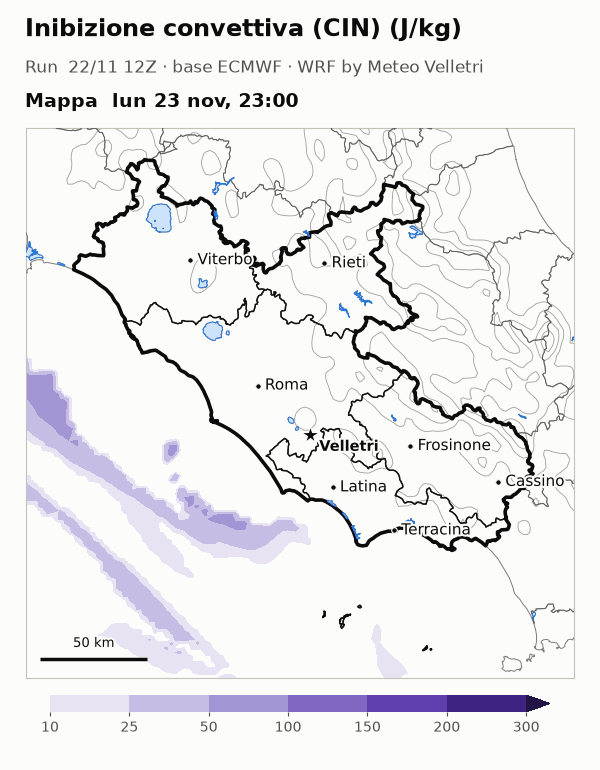 Inibizione convettiva (CIN) (J/kg)
Run  22/11 12Z · base ECMWF · WRF by Meteo Velletri
Mappa  lun 23 nov, 23:00
Viterbo
Rieti
Roma
Velletri
Frosinone
Cassino
Latina
Terracina
50 km
10 25 50 100 150 200 300